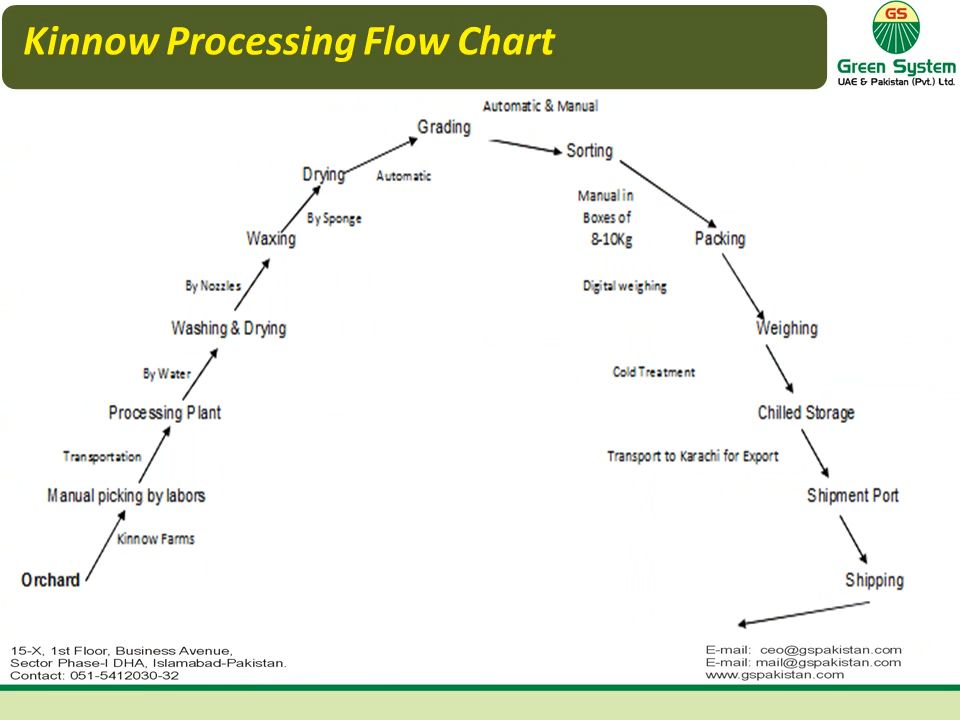 Kinnow Processing Flow Chart
GS
Green System
UAE & Pakistan (Pvt.) Ltd.
Automatic & Manual
Grading
Sorting
Drying
Automatic
Manual in
Boxes of
8-10Kg
By Sponge
Waxing
Packing
By Nozzles
Digital weighing
Washing & Drying
Weighing
By Water
Cold Treatment
Processing Plant
Chilled Storage
Transportation
Transport to Karachi for Export
Manual picking by labors
Shipment Port
Kinnow Farms
Orchard
Shipping
15-X, 1st Floor, Business Avenue,
Sector Phase-I DHA, Islamabad-Pakistan.
Contact: 051-5412030-32
E-mail: ceo@gspakistan.com
E-mail: mail@gspakistan.com
www.gspakistan.com